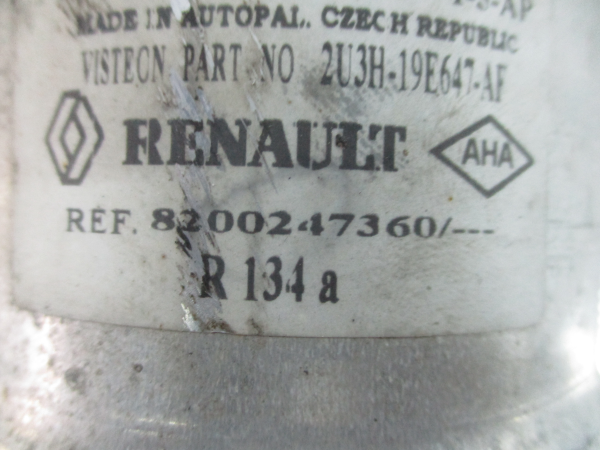 MADE IN AUTOPAL. CZECH REPUBLIC
VISTEON PART NO 2U3H-19E647-AF
RENAULT AHA
REF. 8200247360/---
R 134 a